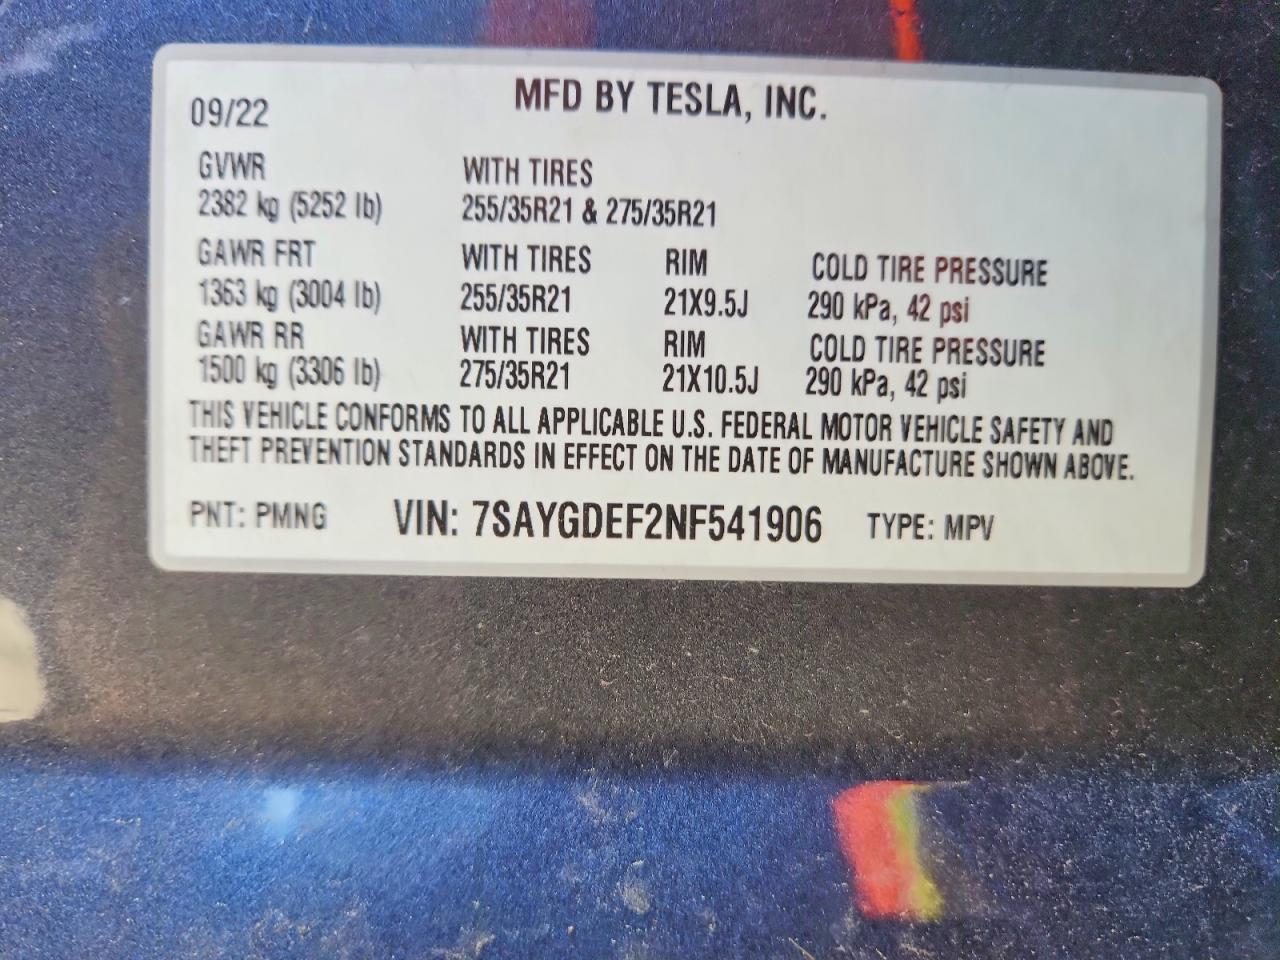 MFD BY TESLA, INC.
09/22
GVWR WITH TIRES
2382 kg (5252 lb) 255/35R21 & 275/35R21
GAWR FRT WITH TIRES RIM COLD TIRE PRESSURE
1363 kg (3004 lb) 255/35R21 21X9.5J 290 kPa, 42 psi
GAWR RR WITH TIRES RIM COLD TIRE PRESSURE
1500 kg (3306 lb) 275/35R21 21X10.5J 290 kPa, 42 psi
THIS VEHICLE CONFORMS TO ALL APPLICABLE U.S. FEDERAL MOTOR VEHICLE SAFETY AND
THEFT PREVENTION STANDARDS IN EFFECT ON THE DATE OF MANUFACTURE SHOWN ABOVE.
PNT: PMNG VIN: 7SAYGDEF2NF541906 TYPE: MPV